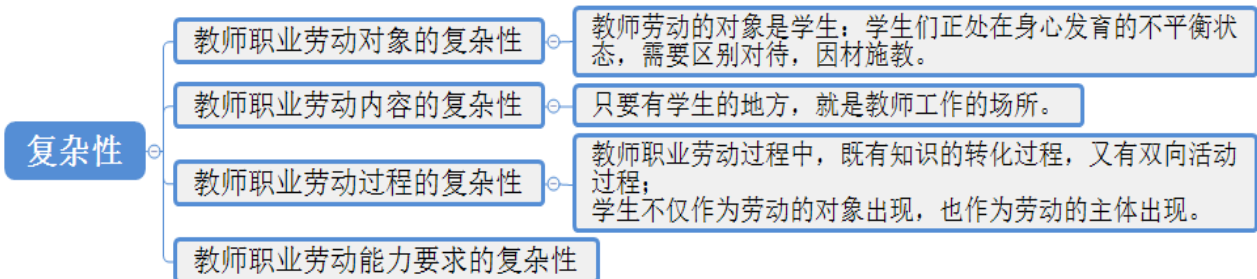 复杂性
教师职业劳动对象的复杂性
教师劳动的对象是学生；学生们正处在身心发育的不平衡状
态，需要区别对待，因材施教。
教师职业劳动内容的复杂性
只要有学生的地方，就是教师工作的场所。
教师职业劳动过程的复杂性
教师职业劳动过程中，既有知识的转化过程，又有双向活动
过程；
学生不仅作为劳动的对象出现，也作为劳动的主体出现。
教师职业劳动能力要求的复杂性